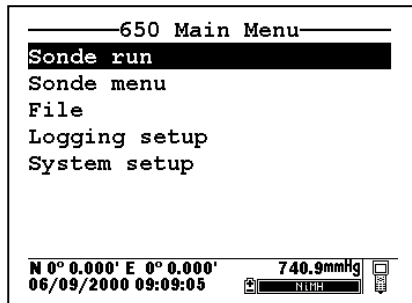 650 Main Menu
Sonde run
Sonde menu
File
Logging setup
System setup
N 0° 0.000' E 0° 0.000' 740.9mmHg
06/09/2000 09:09:05 NiMH